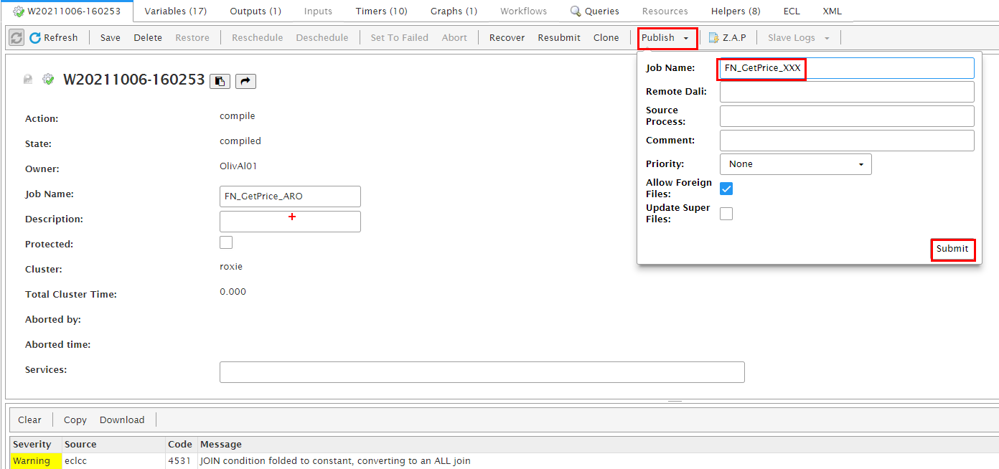 W20211006-160253 Variables (17) Outputs (1) Inputs Timers (10) Graphs (1) Workflows Queries Resources Helpers (8) ECL XML
Refresh Save Delete Restore Reschedule Deschedule Set To Failed Abort Recover Resubmit Clone Publish Z.A.P Slave Logs
W20211006-160253
Action: compile
State: compiled
Owner: OlivAl01
Job Name: FN_GetPrice_ARO
Description:
Protected:
Cluster: roxie
Total Cluster Time: 0.000
Aborted by:
Aborted time:
Services:
Job Name: FN_GetPrice_XXX
Remote Dali:
Source
Process:
Comment:
Priority: None
Allow Foreign
Files:
Update Super
Files:
Submit
Clear Copy Download
Severity Source Code Message
Warning eclcc 4531 JOIN condition folded to constant, converting to an ALL join